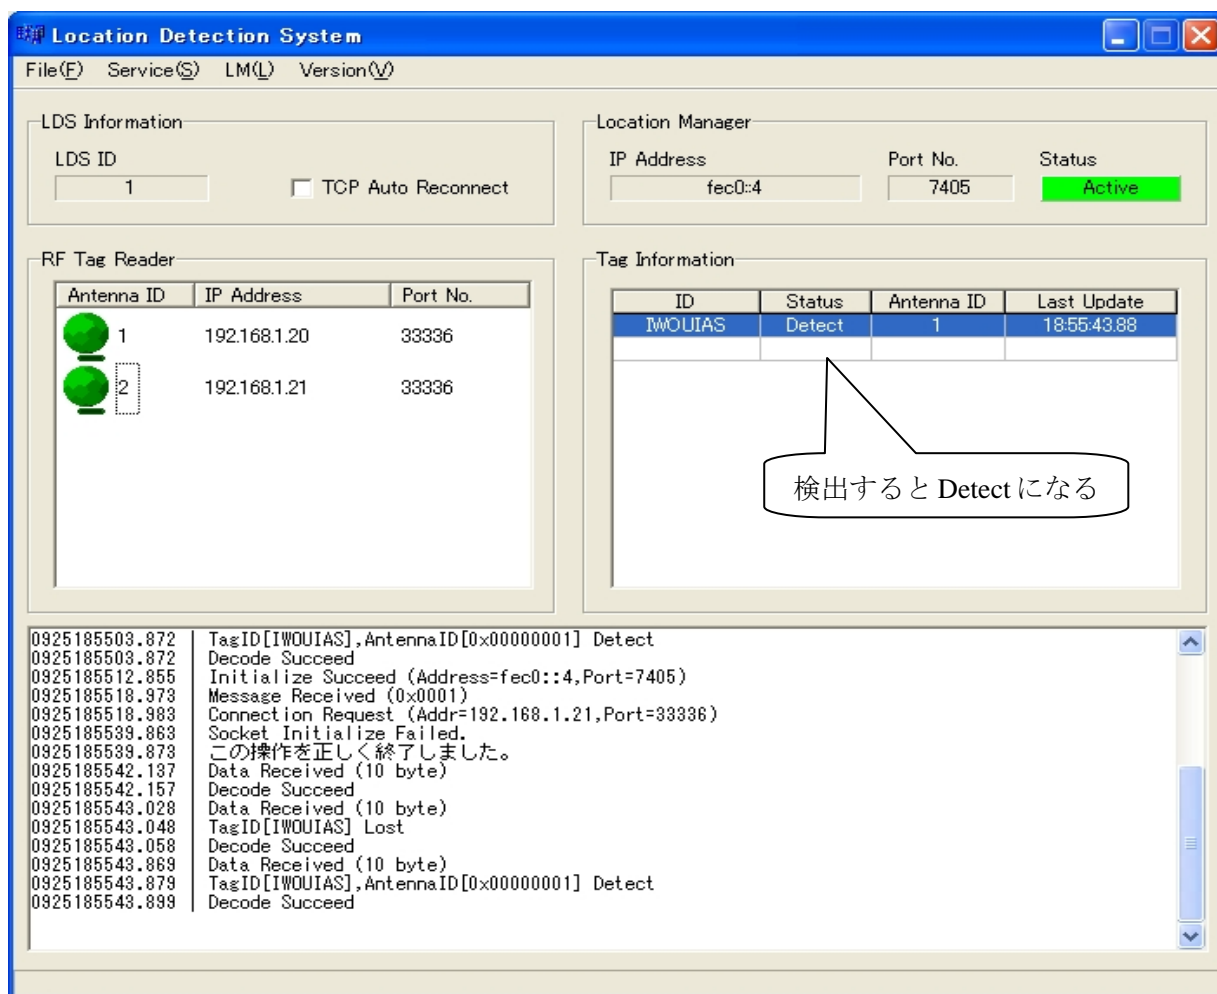 Location Detection System
File(F) Service(S) LM(L) Version(V)
LDS Information
LDS ID
1
TCP Auto Reconnect
Location Manager
IP Address Port No. Status
fec0::4 7405 Active
RF Tag Reader
Antenna ID IP Address Port No.
1 192.168.1.20 33336
2 192.168.1.21 33336
Tag Information
ID Status Antenna ID Last Update
IWOUIAS Detect 1 18:55:43.88
検出すると Detect になる
0925185503.872 | TagID[IWOUIAS],AntennaID[0x00000001] Detect
0925185503.872 | Decode Succeed
0925185512.855 | Initialize Succeed (Address=fec0::4,Port=7405)
0925185518.973 | Message Received (0x0001)
0925185518.983 | Connection Request (Addr=192.168.1.21,Port=33336)
0925185539.863 | Socket Initialize Failed.
0925185539.873 | この操作を正しく終了しました。
0925185542.137 | Data Received (10 byte)
0925185542.157 | Decode Succeed
0925185543.028 | Data Received (10 byte)
0925185543.048 | TagID[IWOUIAS] Lost
0925185543.058 | Decode Succeed
0925185543.869 | Data Received (10 byte)
0925185543.879 | TagID[IWOUIAS],AntennaID[0x00000001] Detect
0925185543.899 | Decode Succeed